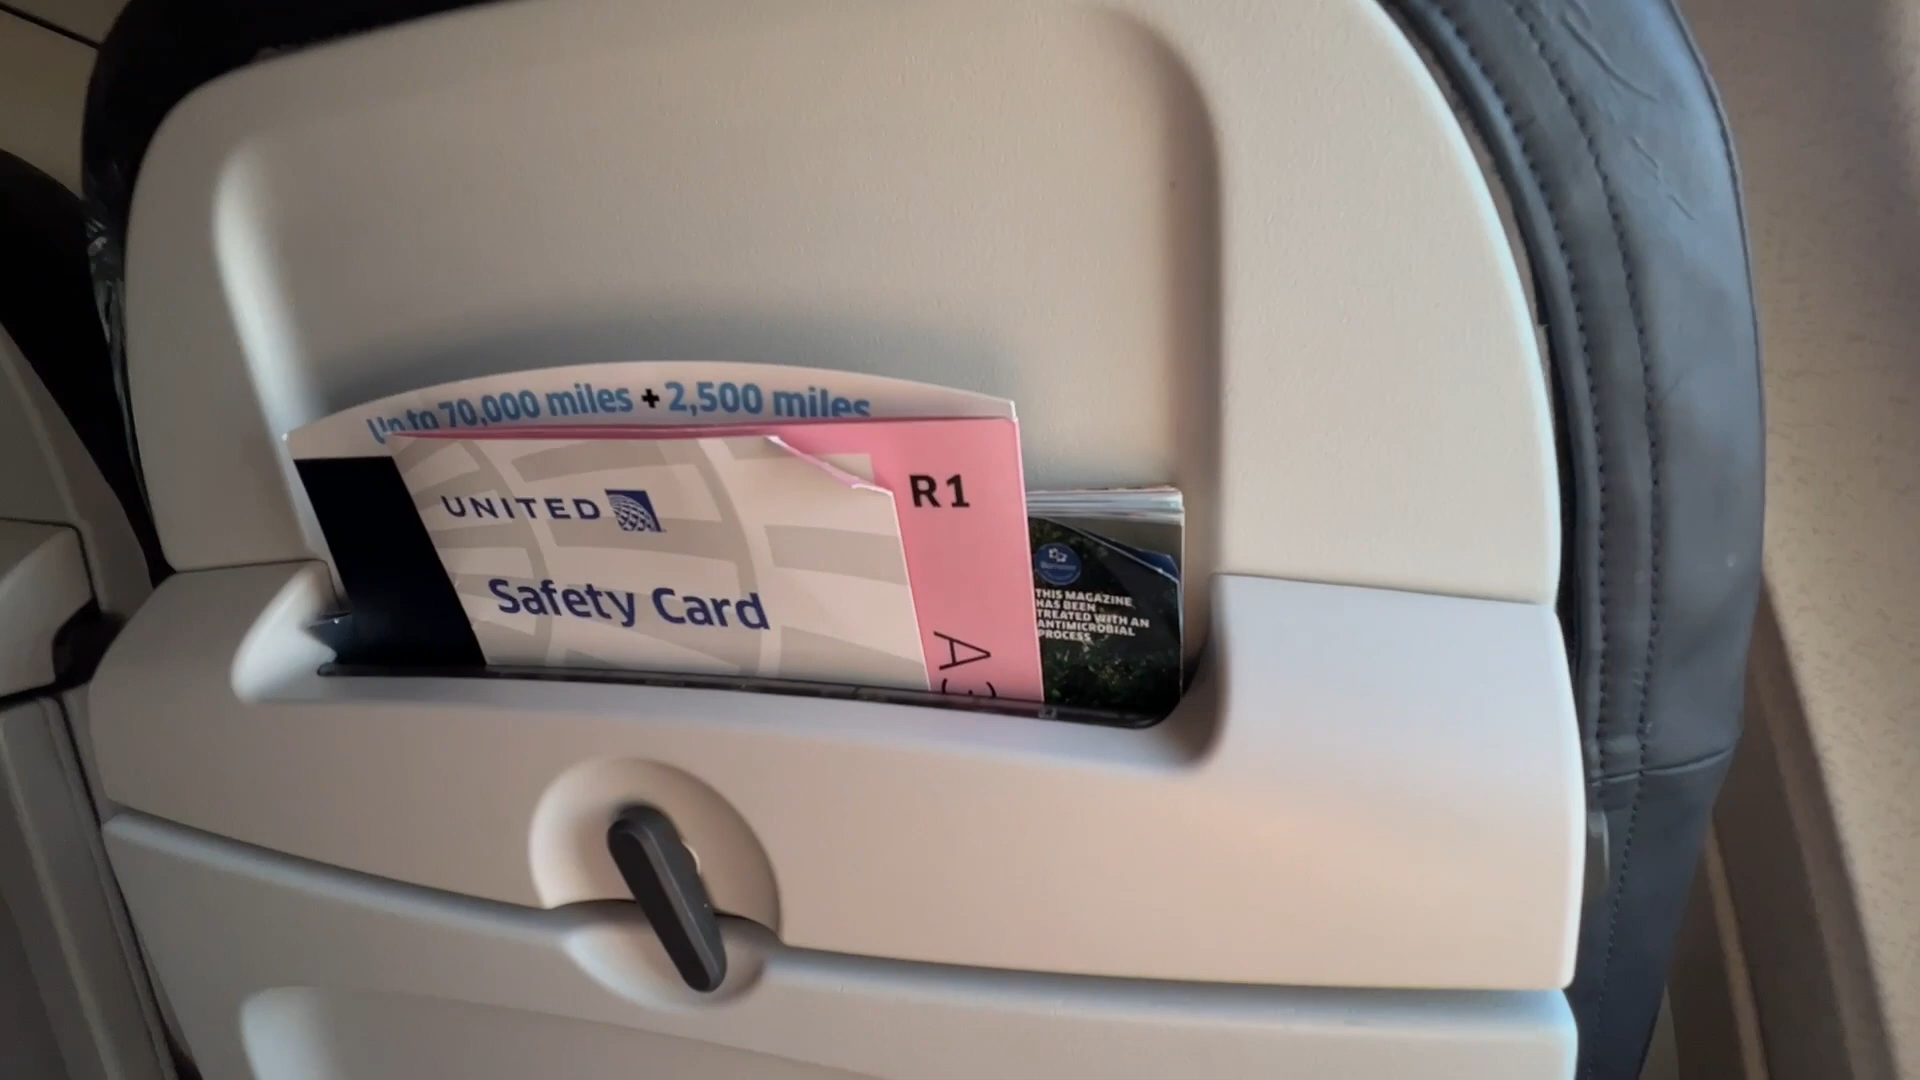 Up to 70,000 miles + 2,500 miles
UNITED
Safety Card
R1
A3
THIS MAGAZINE
HAS BEEN
TREATED WITH AN
ANTIMICROBIAL
PROCESS